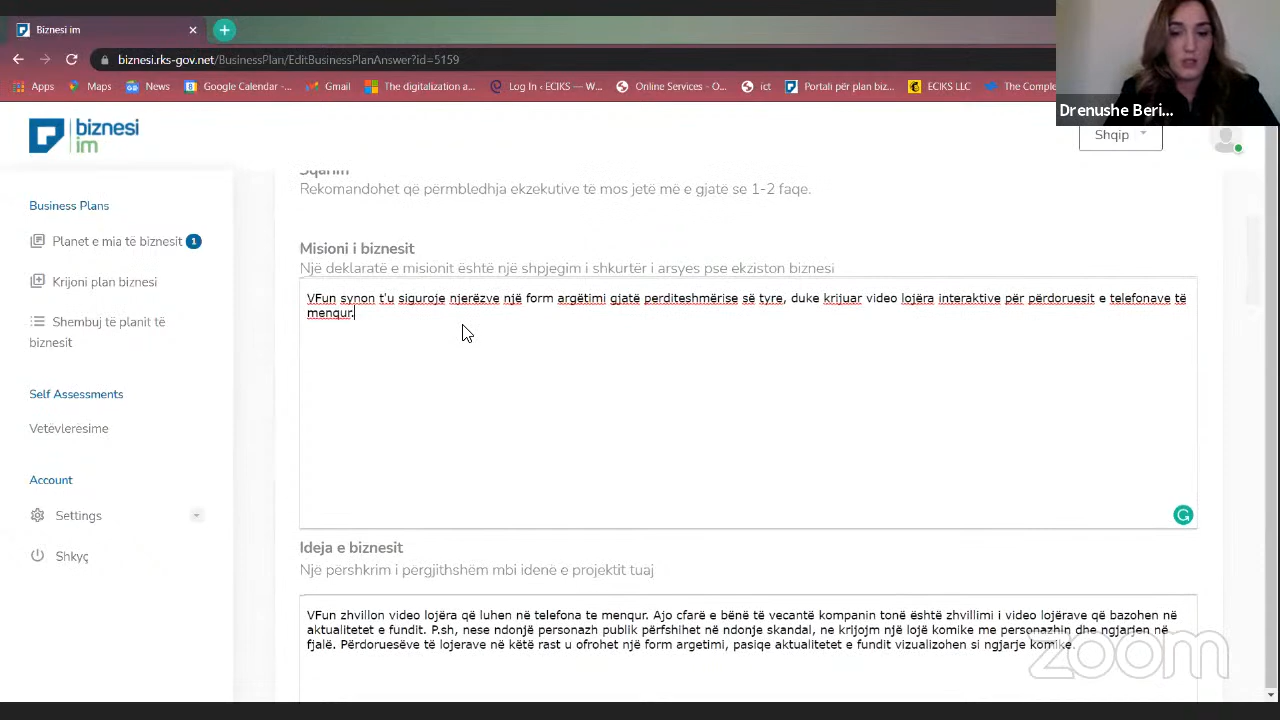 Biznesi im
biznesi.rks-gov.net/BusinessPlan/EditBusinessPlanAnswer?id=5159
Apps Maps News Google Calendar -... Gmail The digitalization a... Log In ‹ ECIKS — W... Online Services - O... ict Portali për plan biz... ECIKS LLC The Comple
Drenushe Beri...
biznesi
im
Shqip
Business Plans
Planet e mia të biznesit 1
Krijoni plan biznesi
Shembuj të planit të
biznesit
Self Assessments
Vetëvlerësime
Account
Settings
Shkyç
Sqarim
Rekomandohet që përmbledhja ekzekutive të mos jetë më e gjatë se 1-2 faqe.
Misioni i biznesit
Një deklaratë e misionit është një shpjegim i shkurtër i arsyes pse ekziston biznesi
VFun synon t'u siguroje njerëzve një form argëtimi gjatë perditeshmërise së tyre, duke krijuar video lojëra interaktive për përdoruesit e telefonave të
menqur.
Ideja e biznesit
Një përshkrim i përgjithshëm mbi idenë e projektit tuaj
VFun zhvillon video lojëra që luhen në telefona te menqur. Ajo cfarë e bënë të vecantë kompanin tonë është zhvillimi i video lojërave që bazohen në
aktualitetet e fundit. P.sh, nese ndonjë personazh publik përfshihet në ndonje skandal, ne krijojm një lojë komike me personazhin dhe ngjarjen në
fjalë. Përdoruesëve të lojerave në këtë rast u ofrohet një form argetimi, pasiqe aktualitetet e fundit vizualizohen si ngjarje komike.
zoom